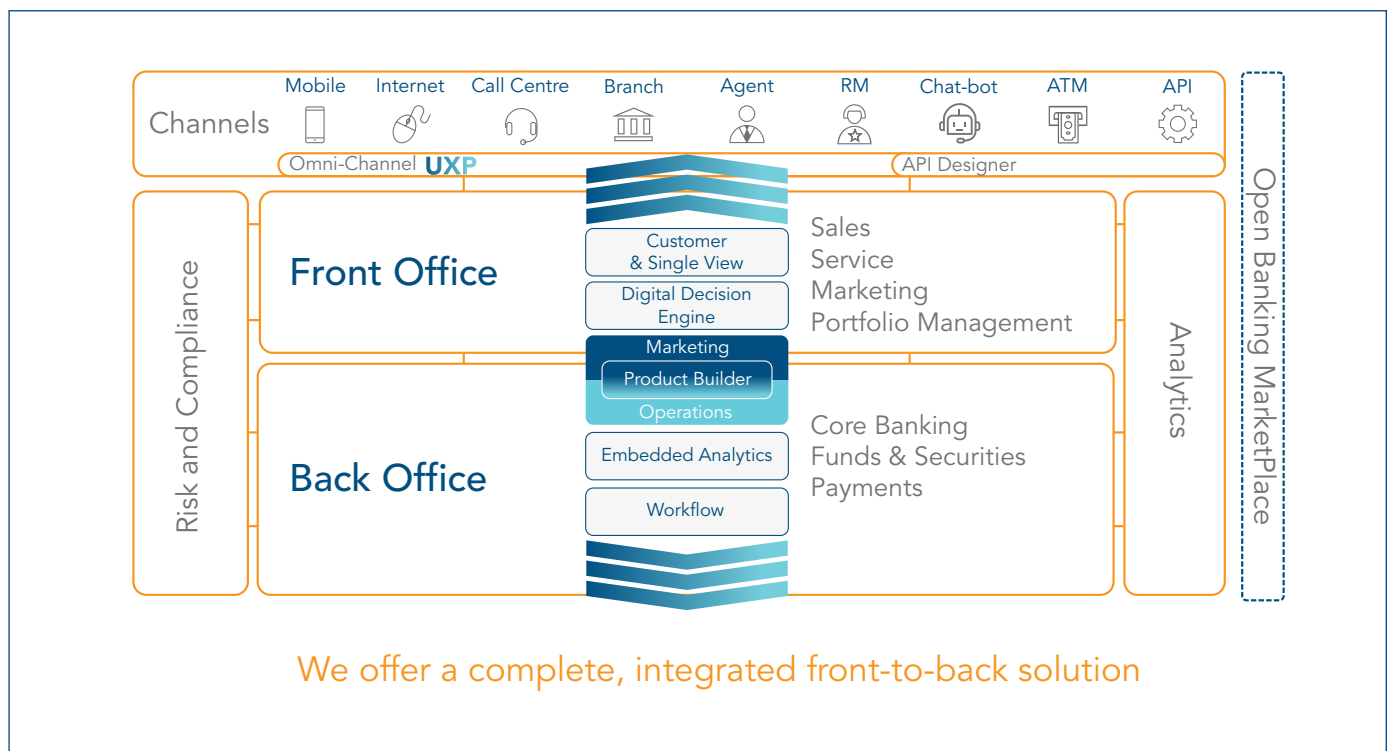 Mobile
Internet
Call Centre
Branch
Agent
RM
Chat-bot
ATM
API
Channels
Omni-Channel UXP
API Designer
Risk and Compliance
Front Office
Customer
& Single View
Digital Decision
Engine
Sales
Service
Marketing
Portfolio Management
Marketing
Product Builder
Operations
Back Office
Embedded Analytics
Workflow
Core Banking
Funds & Securities
Payments
Analytics
Open Banking MarketPlace
We offer a complete, integrated front-to-back solution